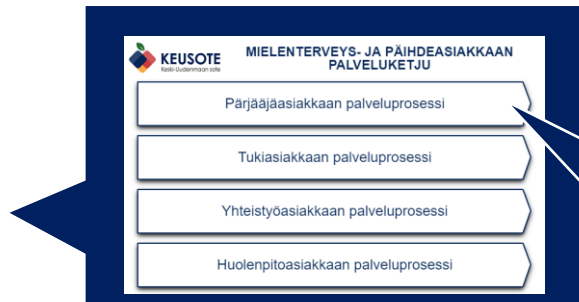 KEUSOTE
Keski-Uudenmaan sote
MIELENTERVEYS- JA PÄIHDEASIAKKAAN
PALVELUKETJU
Pärjääjäasiakkaan palveluprosessi
Tukiasiakkaan palveluprosessi
Yhteistyöasiakkaan palveluprosessi
Huolenpitoasiakkaan palveluprosessi